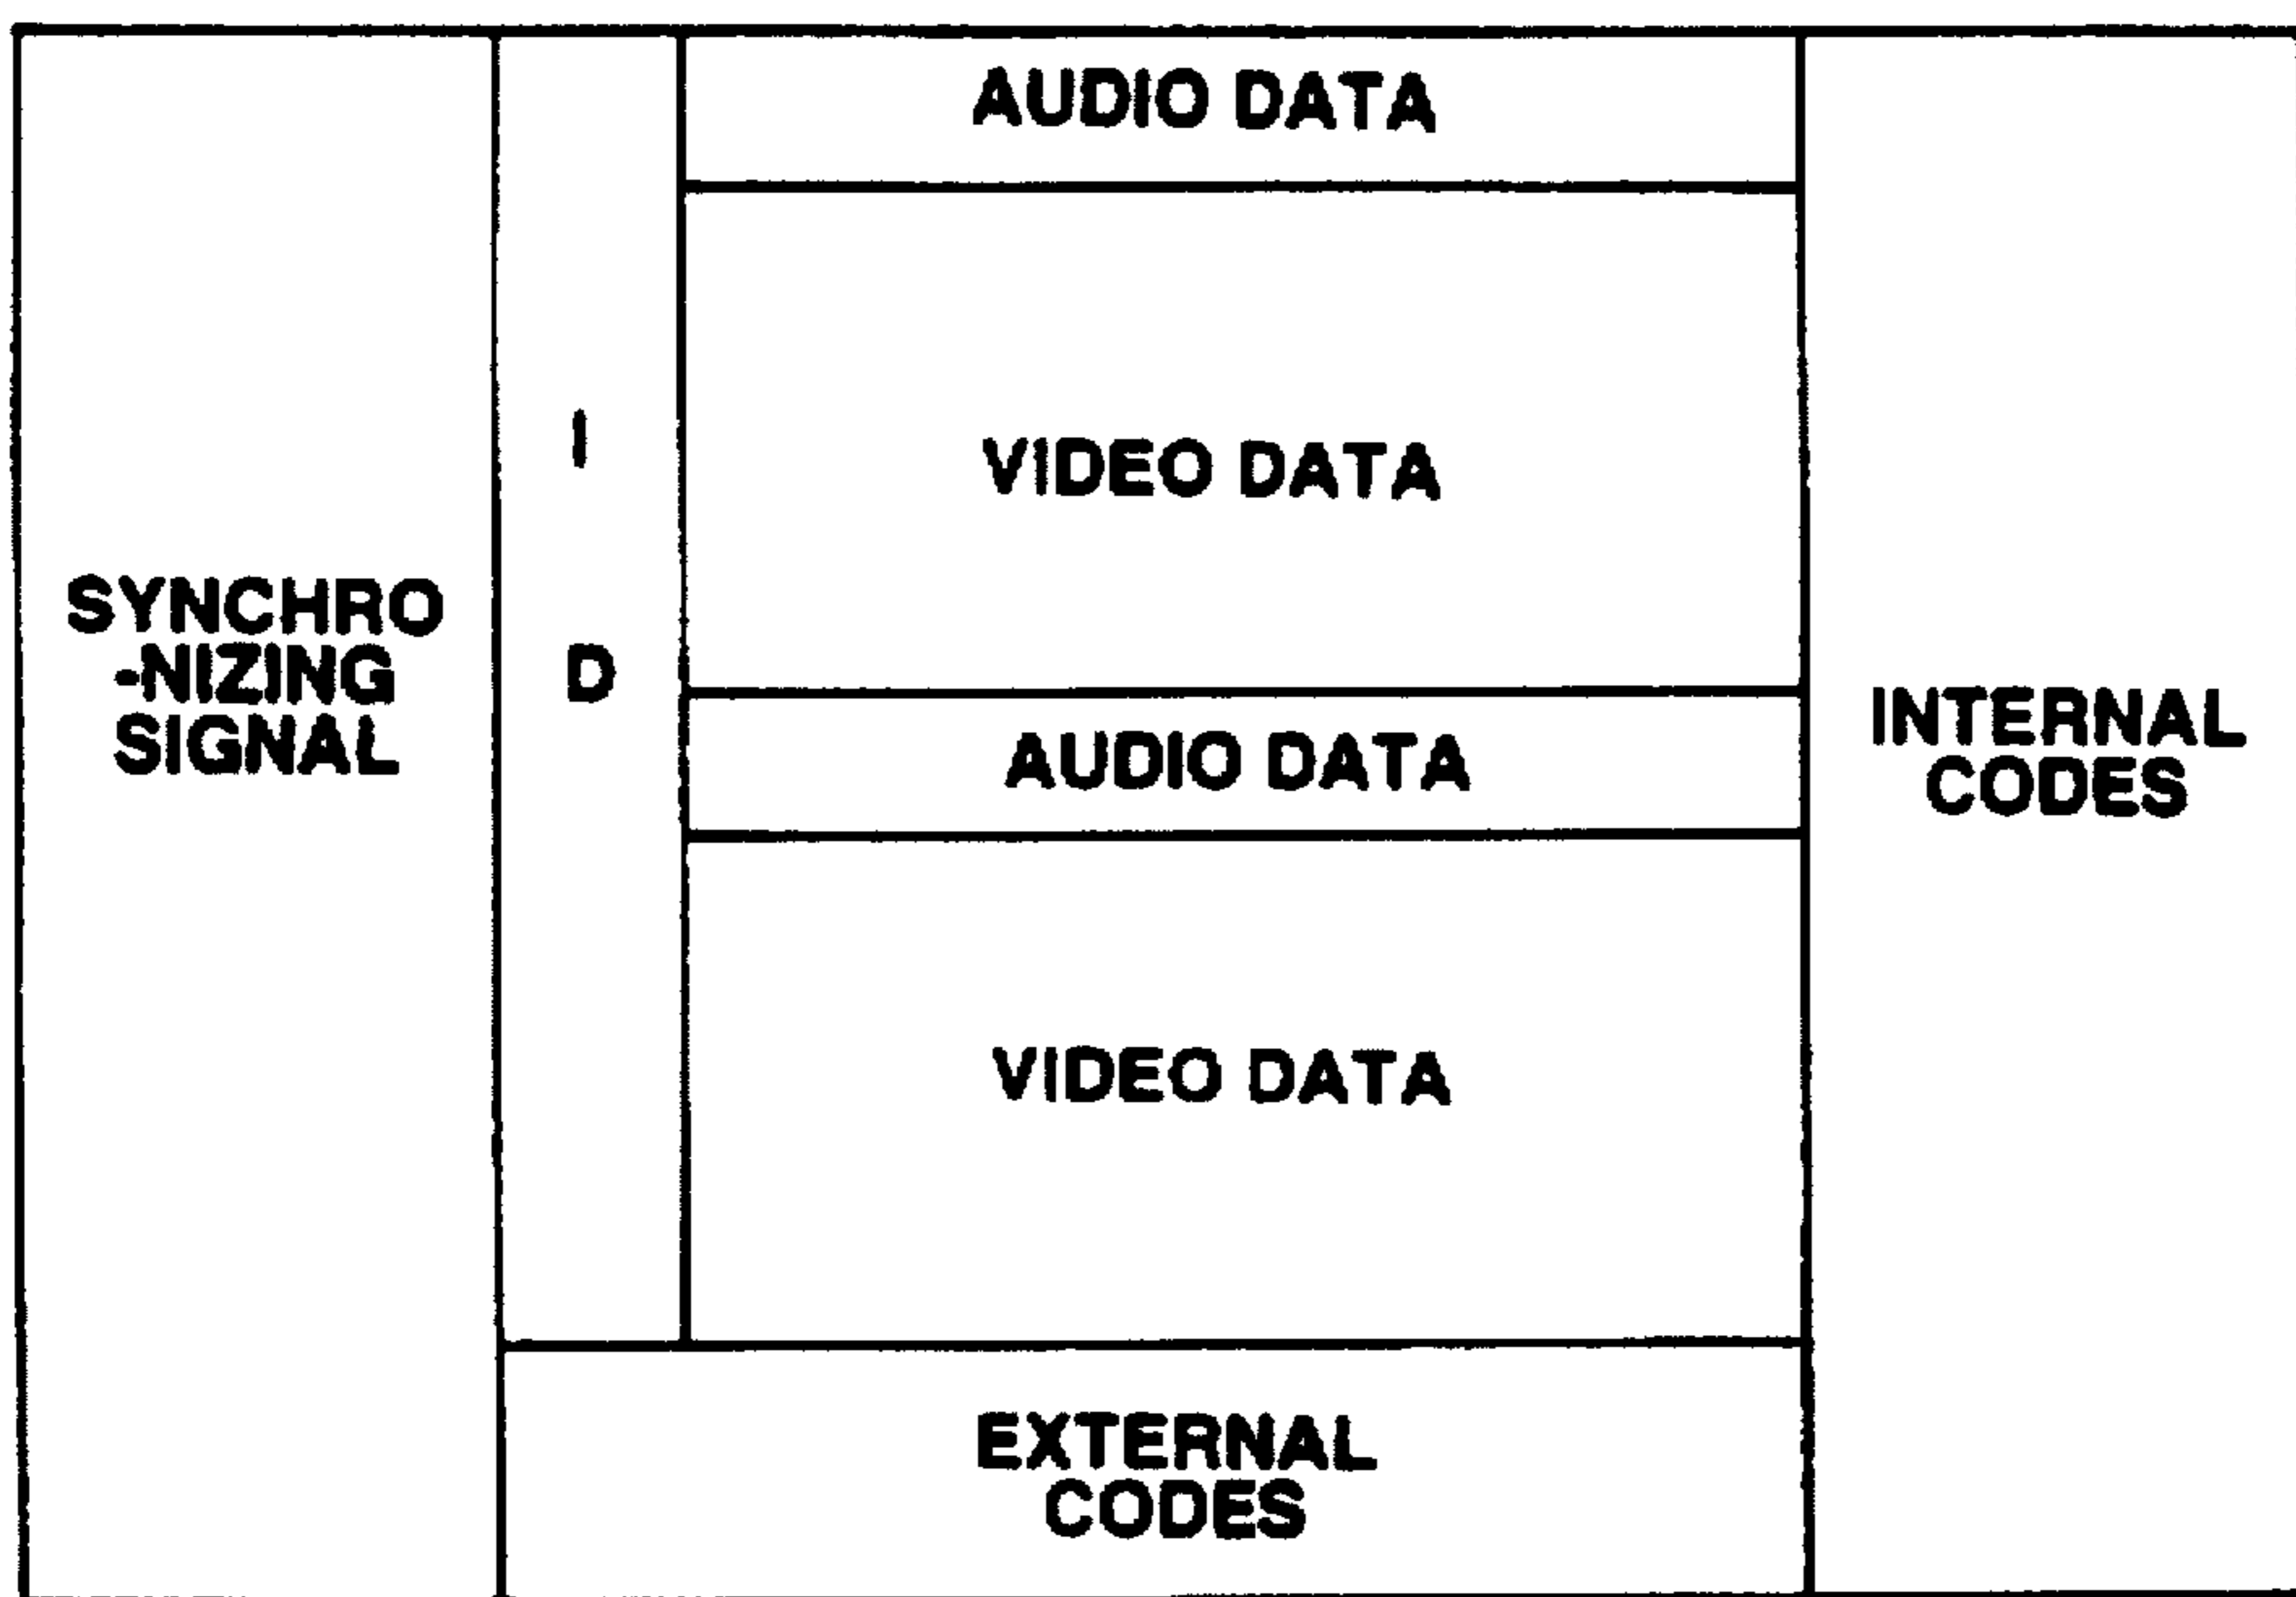 SYNCHRO
-NIZING
SIGNAL
I
D
AUDIO DATA
VIDEO DATA
AUDIO DATA
VIDEO DATA
EXTERNAL
CODES
INTERNAL
CODES